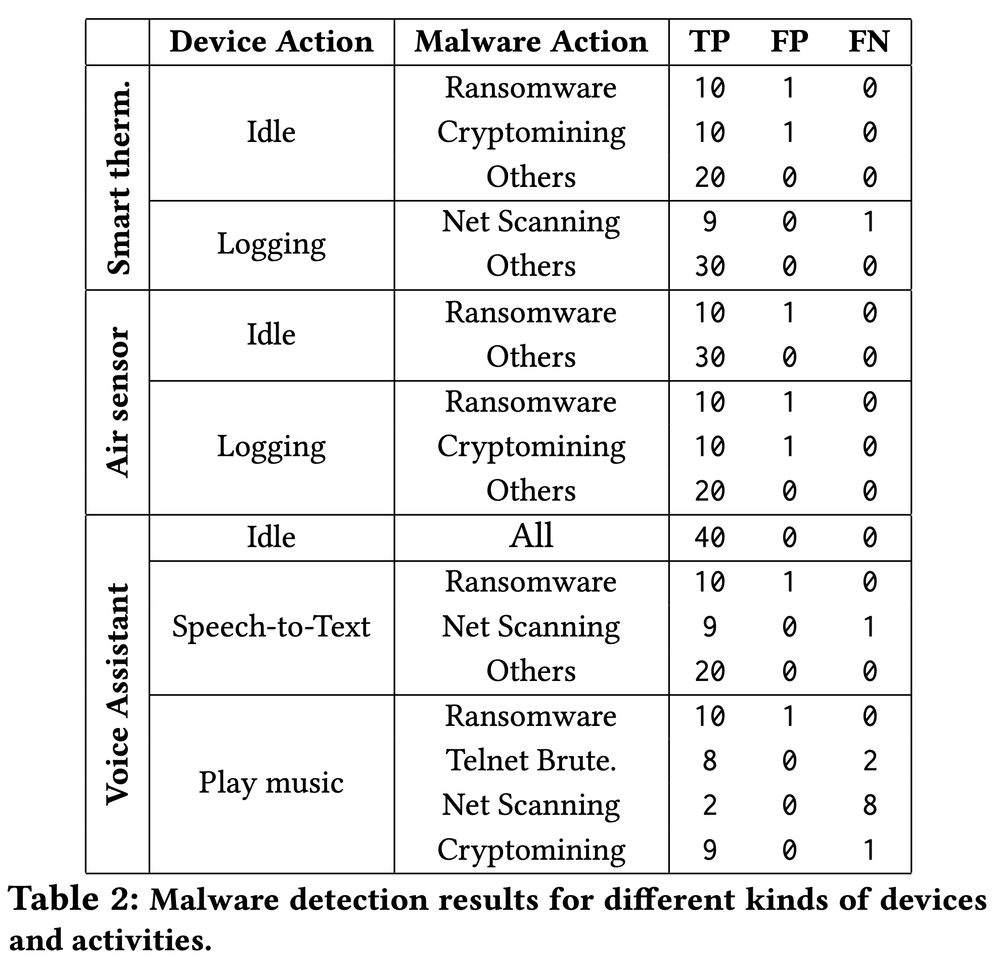 Device Action Malware Action TP FP FN
Smart therm.
Idle
Ransomware 10 1 0
Cryptomining 10 1 0
Others 20 0 0
Logging
Net Scanning 9 0 1
Others 30 0 0
Air sensor
Idle
Ransomware 10 1 0
Others 30 0 0
Logging
Ransomware 10 1 0
Cryptomining 10 1 0
Others 20 0 0
Voice Assistant
Idle All 40 0 0
Speech-to-Text
Ransomware 10 1 0
Net Scanning 9 0 1
Others 20 0 0
Play music
Ransomware 10 1 0
Telnet Brute. 8 0 2
Net Scanning 2 0 8
Cryptomining 9 0 1
Table 2: Malware detection results for different kinds of devices
and activities.